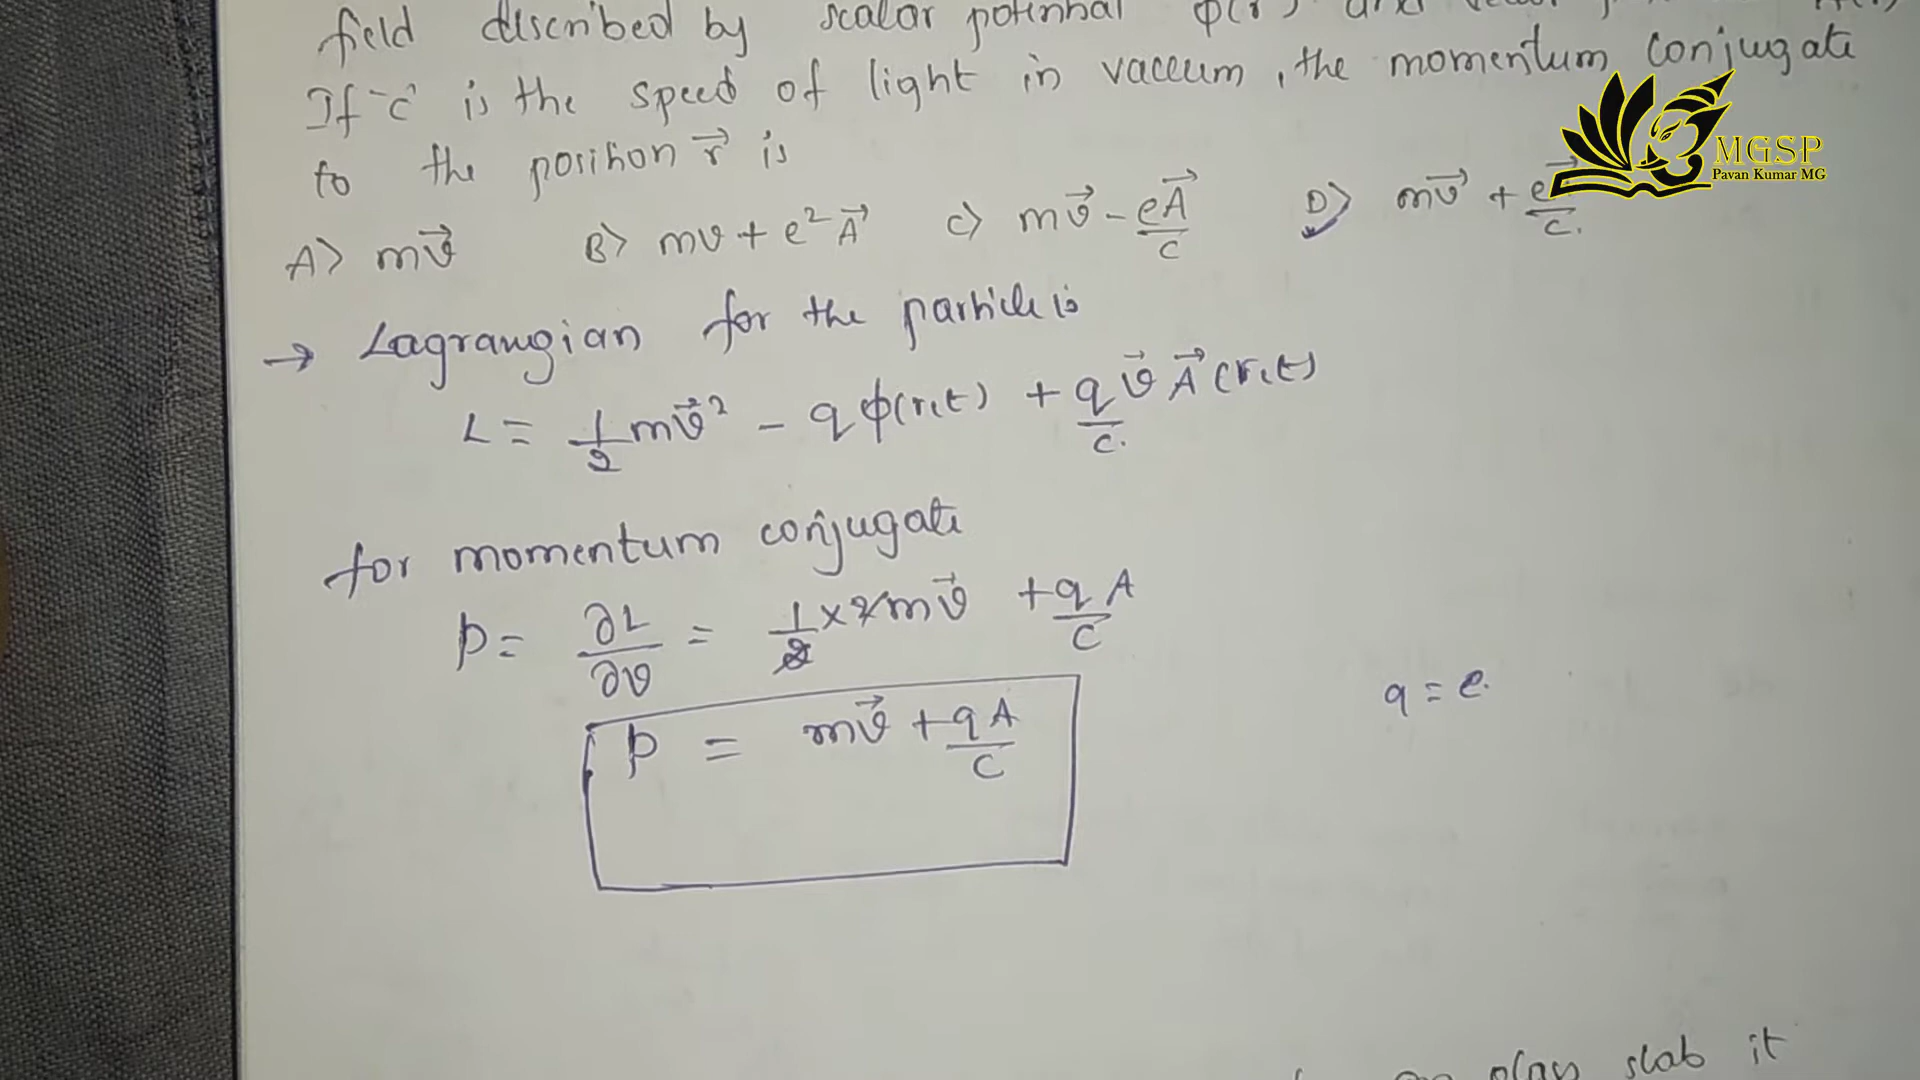 field described by scalar potential φ(r) and
If 'c' is the speed of light in vaccum, the momentum conjugate
to the position r⃗ is
MGSP
Pavan Kumar MG
A> mv⃗ B> mv + e²A⃗ C> mv⃗ - eA⃗/c D> mv⃗ + e/c.
→ Lagrangian for the particle is
L = 1/2 mv⃗² - qφ(r,t) + q/c. v⃗ A⃗(r,t)
for momentum conjugate
p = ∂L/∂v = 1/2 × 2mv⃗ + qA/c
q = e.
p = mv⃗ + qA/c
slab it